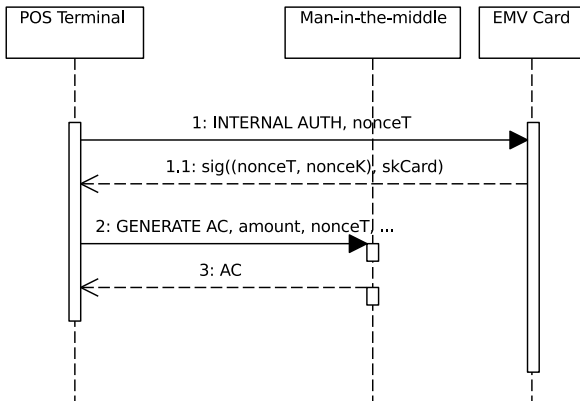 POS Terminal
Man-in-the-middle
EMV Card
1: INTERNAL AUTH, nonceT
1.1: sig((nonceT, nonceK), skCard)
2: GENERATE AC, amount, nonceT, ...
3: AC